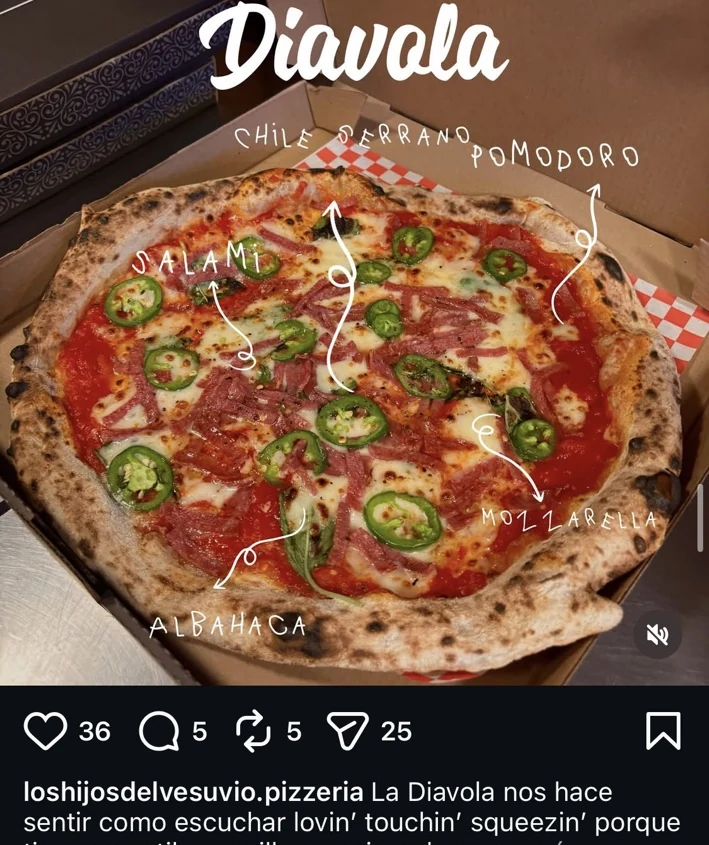 Diavola
CHILE SERRANO
POMODORO
SALAMI
MOZZARELLA
ALBAHACA
36 5 5 25
loshijosdelvesuvio.pizzeria La Diavola nos hace
sentir como escuchar lovin’ touchin’ squeezin’ porque